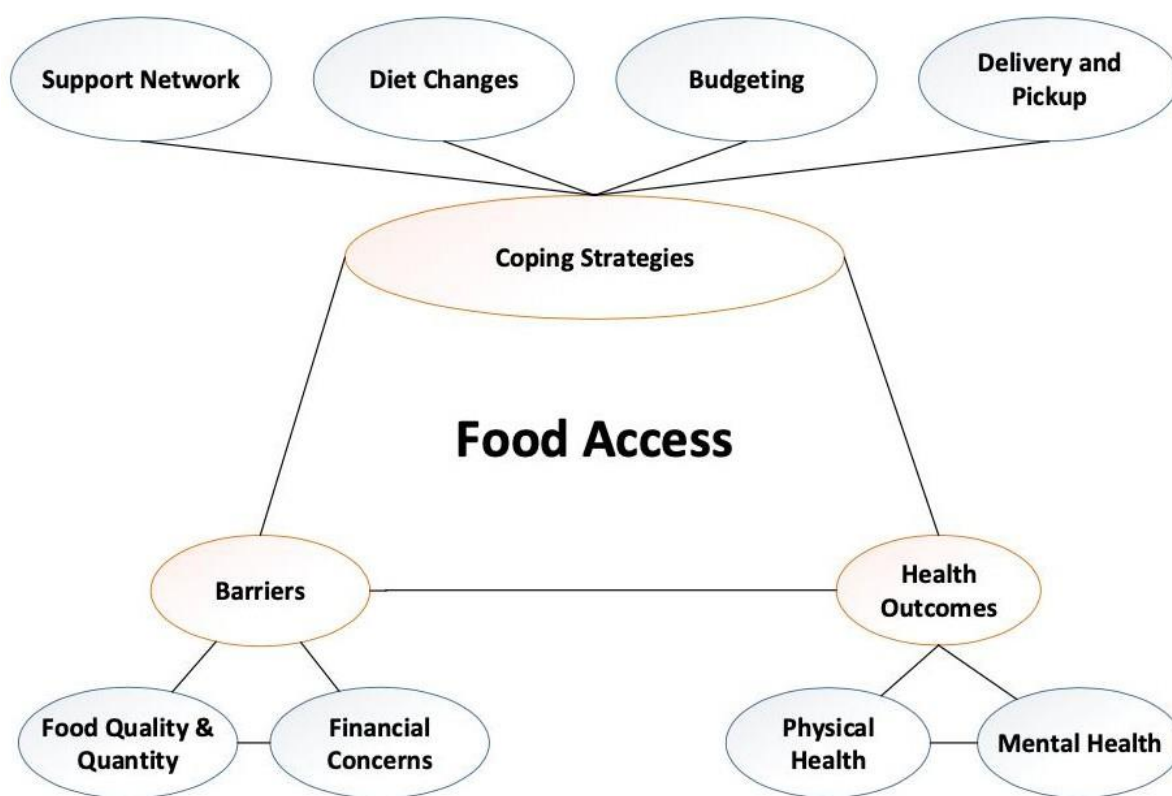 Support Network
Diet Changes
Budgeting
Delivery and
Pickup
Coping Strategies
Food Access
Barriers
Health
Outcomes
Food Quality &
Quantity
Financial
Concerns
Physical
Health
Mental Health